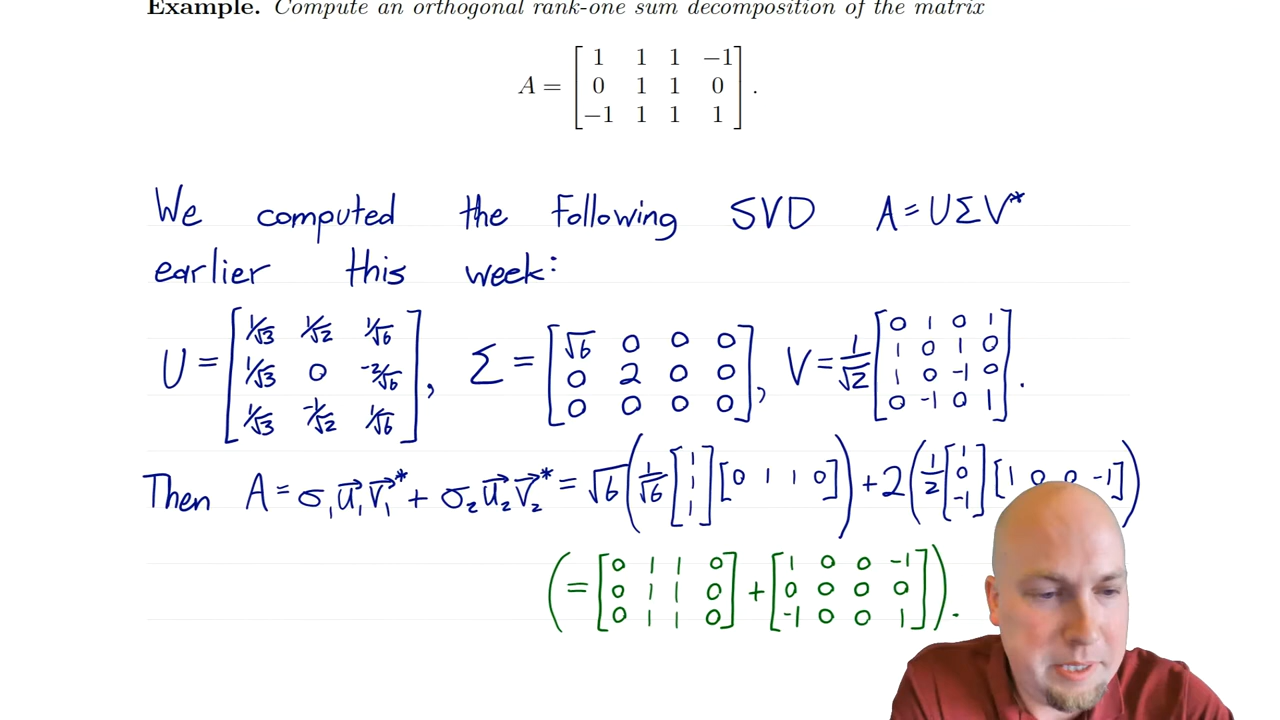 Example. Compute an orthogonal rank-one sum decomposition of the matrix
A = [1 1 1 −1; 0 1 1 0; −1 1 1 1].
We computed the following SVD A = UΣV*
earlier this week:
U = [1/√3 1/√2 1/√6; 1/√3 0 -2/√6; 1/√3 -1/√2 1/√6], Σ = [√6 0 0 0; 0 2 0 0; 0 0 0 0], V = 1/√2 [0 1 0 1; 1 0 1 0; 1 0 -1 0; 0 -1 0 1].
Then A = σ₁u⃗₁v⃗₁* + σ₂u⃗₂v⃗₂* = √6 (1/√6 [1; 1; 1] [0 1 1 0]) + 2 (1/2 [1; 0; -1] [1 0 0 -1])
(= [0 1 1 0; 0 1 1 0; 0 1 1 0] + [1 0 0 -1; 0 0 0 0; -1 0 0 1]).